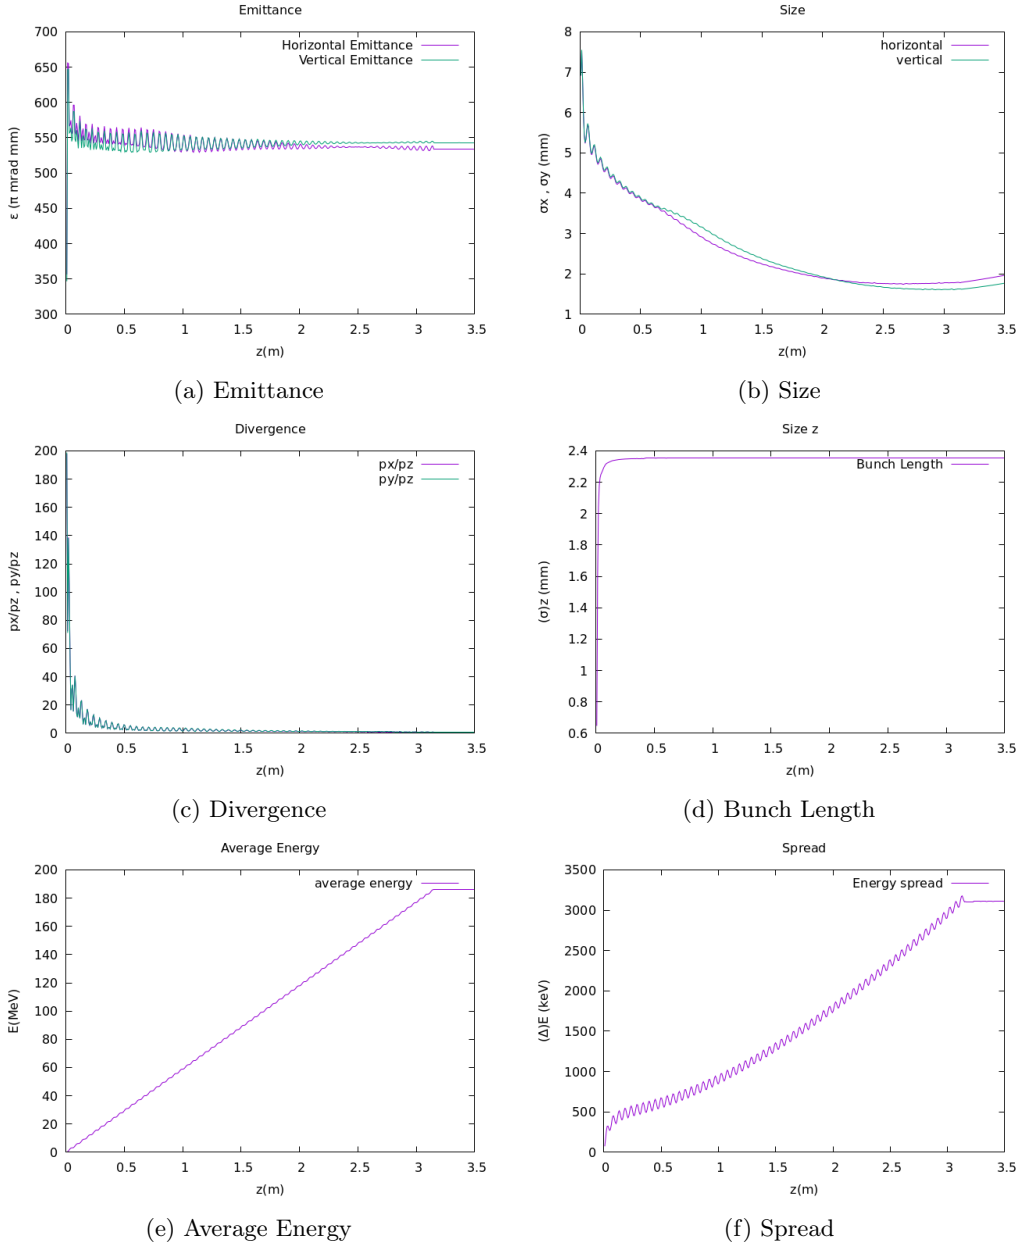 Emittance
700
650
600
550
500
450
400
350
300
ε (π mrad mm)
Horizontal Emittance
Vertical Emittance
0 0.5 1 1.5 2 2.5 3 3.5
z(m)
(a) Emittance
Size
8
7
6
5
4
3
2
1
σx , σy (mm)
horizontal
vertical
0 0.5 1 1.5 2 2.5 3 3.5
z(m)
(b) Size
Divergence
200
180
160
140
120
100
80
60
40
20
0
px/pz , py/pz
px/pz
py/pz
0 0.5 1 1.5 2 2.5 3 3.5
z(m)
(c) Divergence
Size z
2.4
2.2
2
1.8
1.6
1.4
1.2
1
0.8
0.6
(σ)z (mm)
Bunch Length
0 0.5 1 1.5 2 2.5 3 3.5
z(m)
(d) Bunch Length
Average Energy
200
180
160
140
120
100
80
60
40
20
0
E(MeV)
average energy
0 0.5 1 1.5 2 2.5 3 3.5
z(m)
(e) Average Energy
Spread
3500
3000
2500
2000
1500
1000
500
0
(Δ)E (keV)
Energy spread
0 0.5 1 1.5 2 2.5 3 3.5
z(m)
(f) Spread